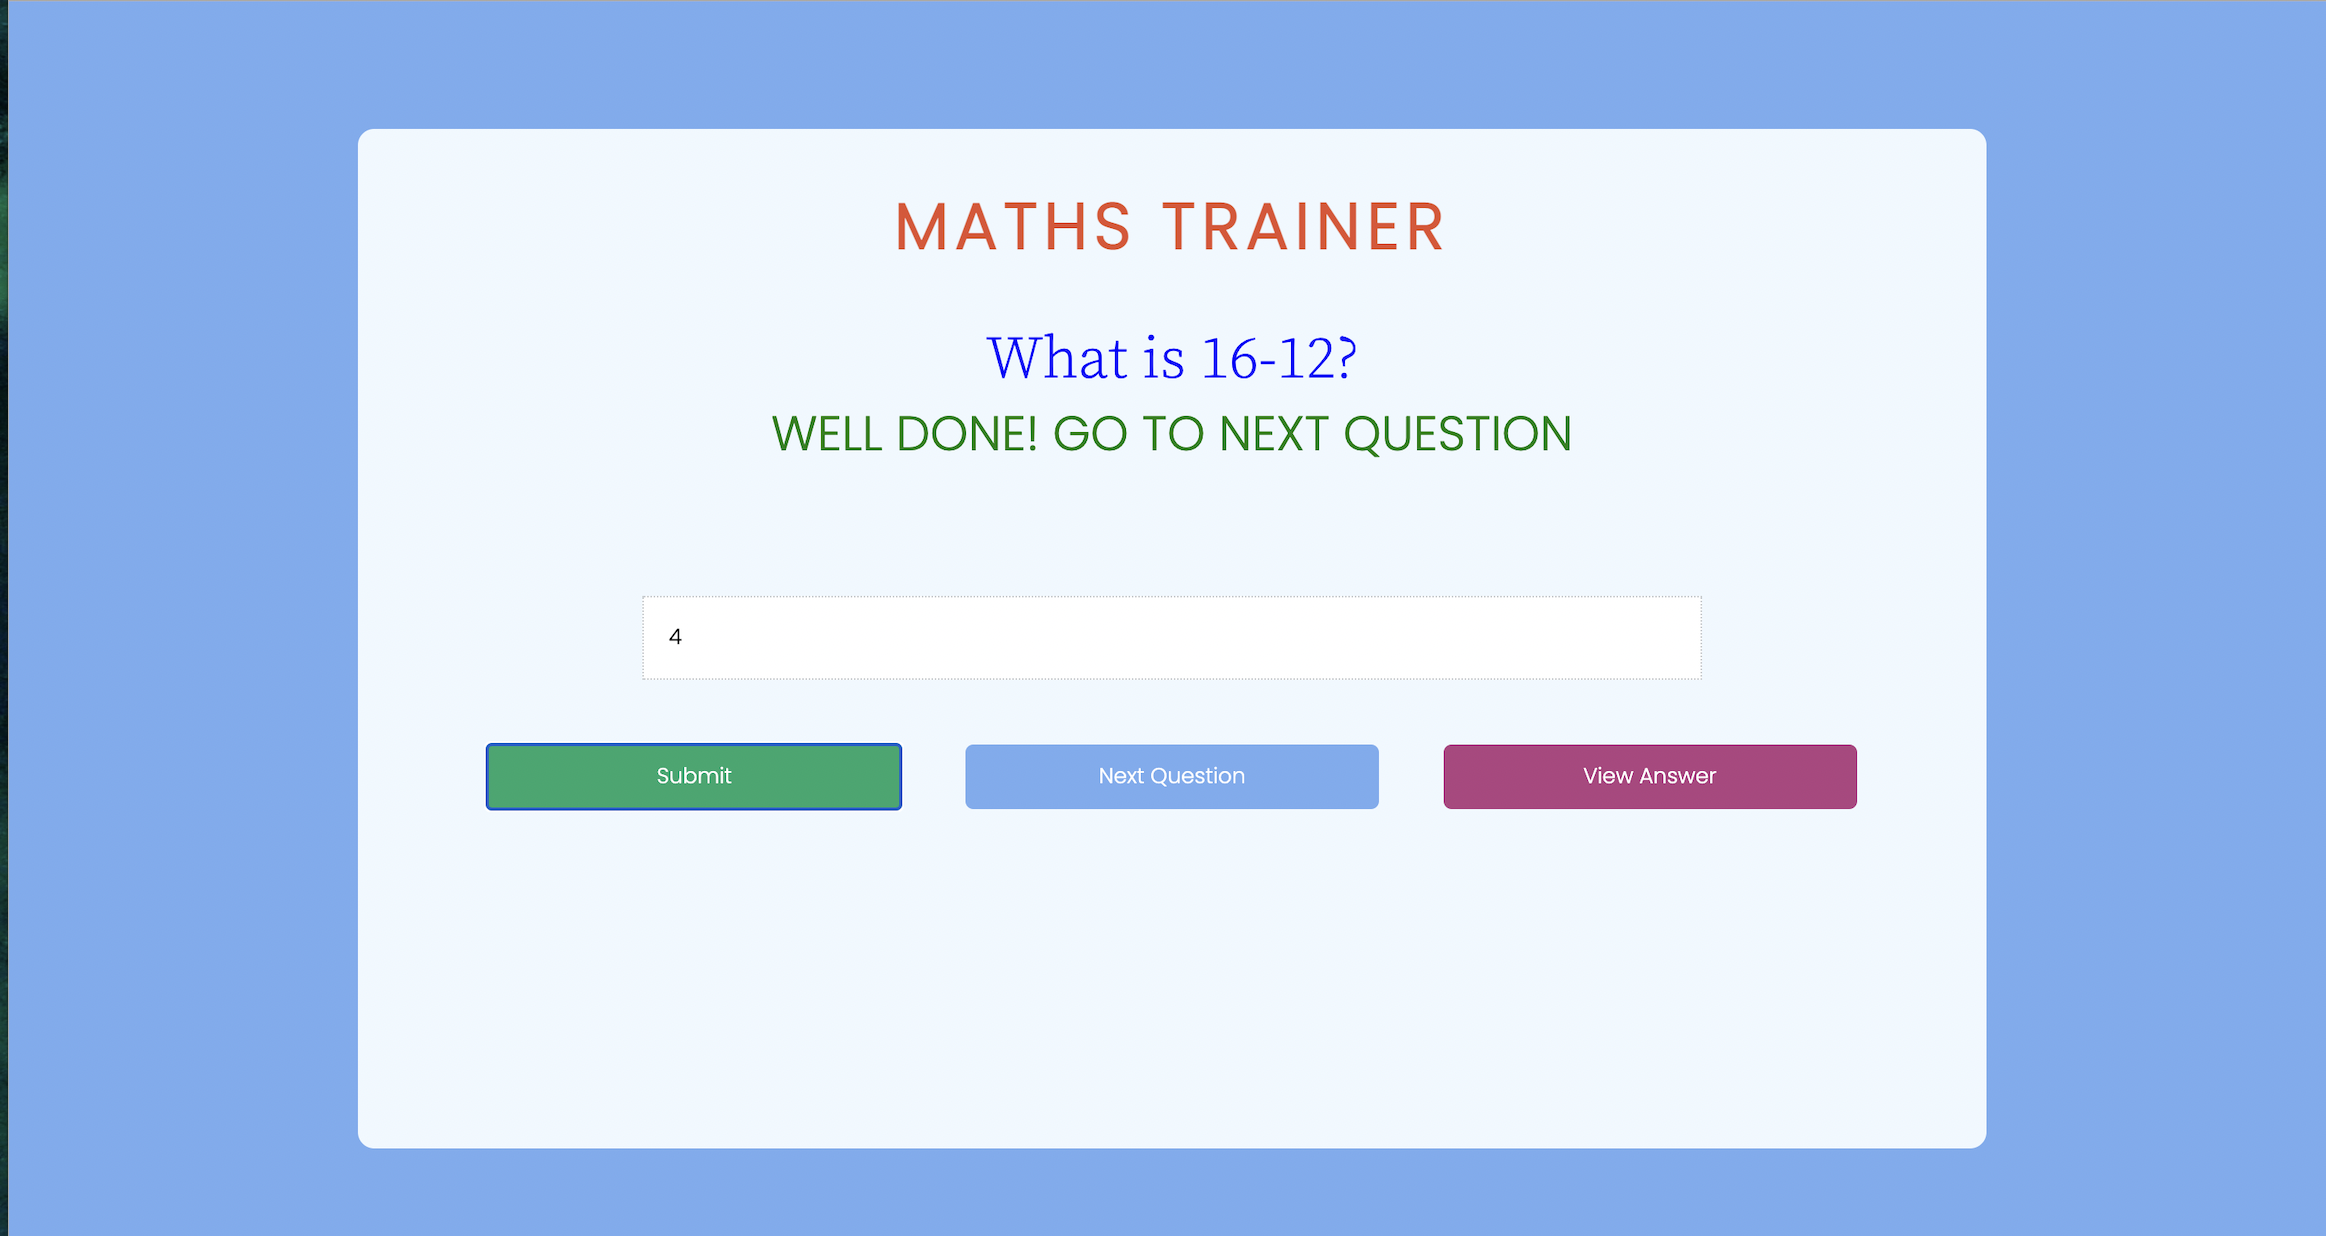 MATHS TRAINER
What is 16-12?
WELL DONE! GO TO NEXT QUESTION
4
Submit
Next Question
View Answer